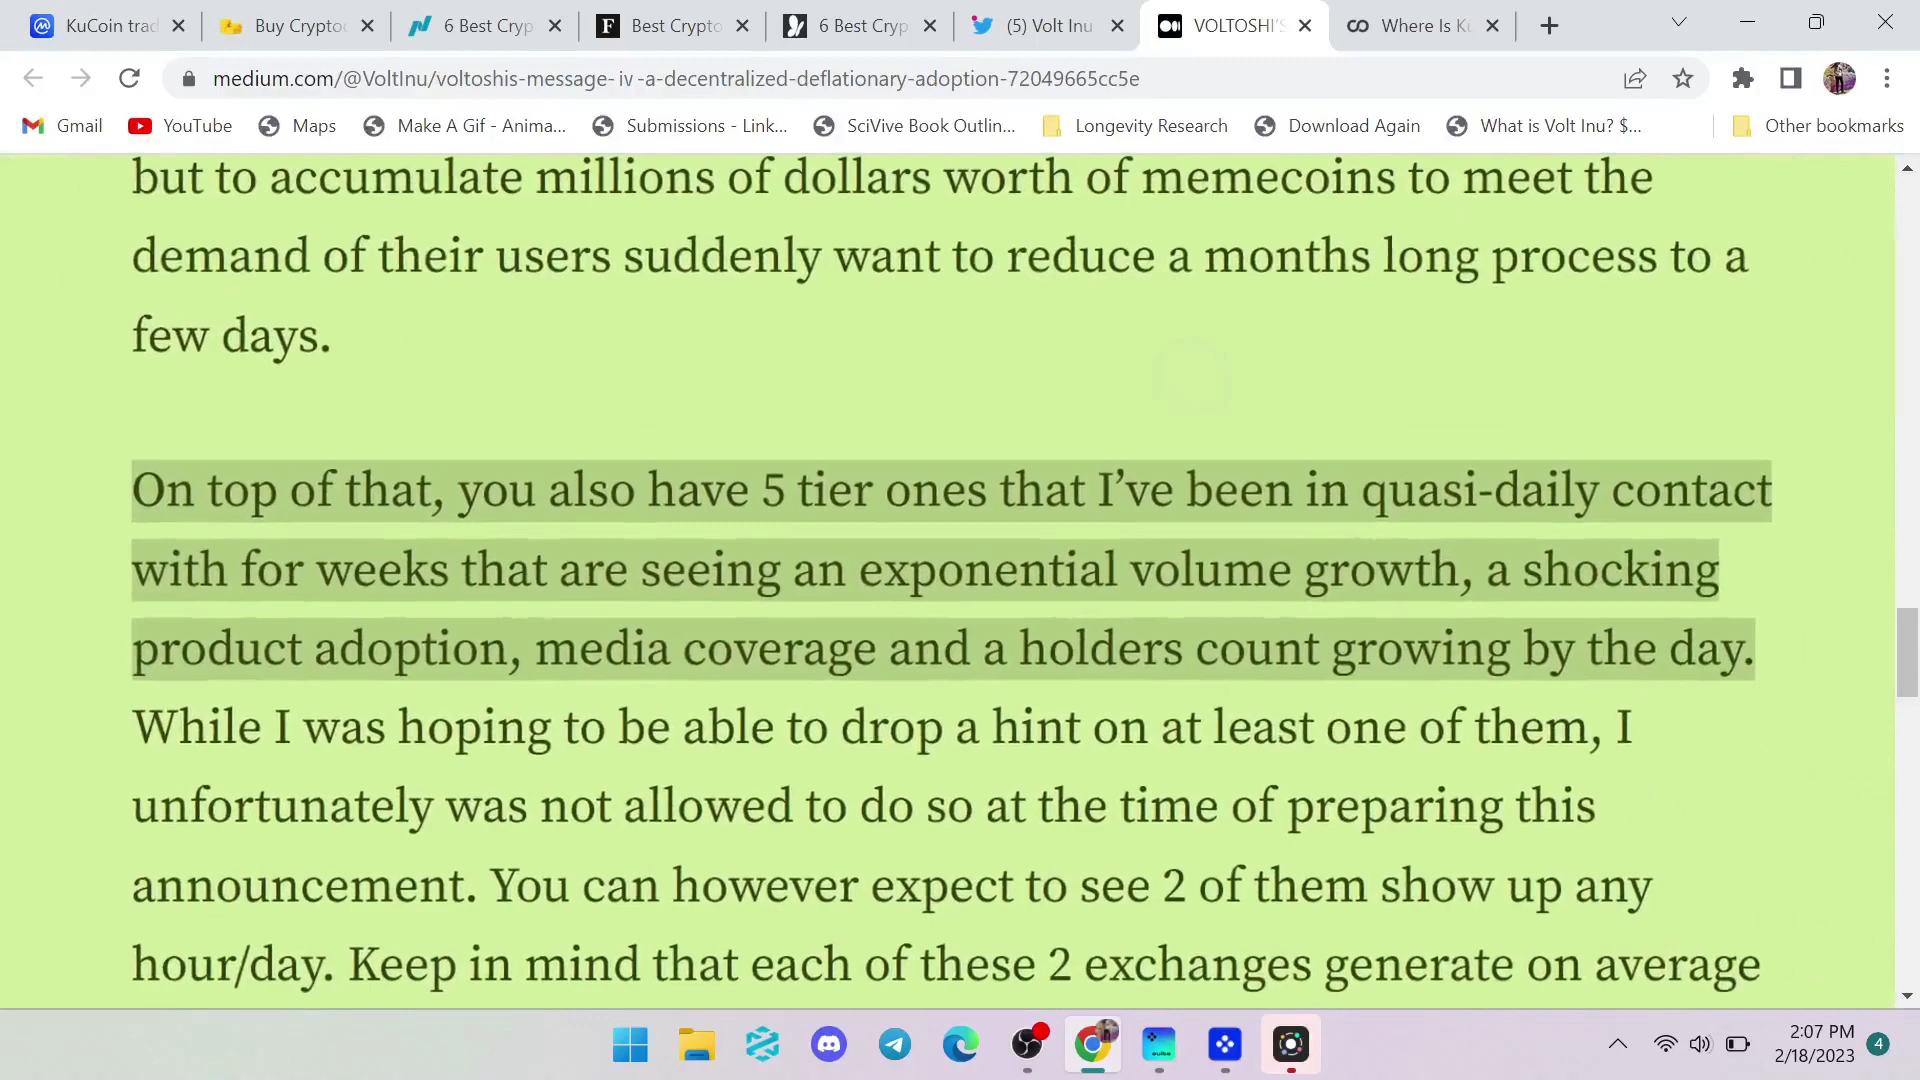 KuCoin trad
Buy Cryptoc
6 Best Cryp
Best Crypto
6 Best Cryp
(5) Volt Inu
VOLTOSHI'S
Where Is Ku
medium.com/@VoltInu/voltoshis-message-iv-a-decentralized-deflationary-adoption-72049665cc5e
Gmail
YouTube
Maps
Make A Gif - Anima...
Submissions - Link...
SciVive Book Outlin...
Longevity Research
Download Again
What is Volt Inu? $...
Other bookmarks
but to accumulate millions of dollars worth of memecoins to meet the
demand of their users suddenly want to reduce a months long process to a
few days.
On top of that, you also have 5 tier ones that I’ve been in quasi-daily contact
with for weeks that are seeing an exponential volume growth, a shocking
product adoption, media coverage and a holders count growing by the day.
While I was hoping to be able to drop a hint on at least one of them, I
unfortunately was not allowed to do so at the time of preparing this
announcement. You can however expect to see 2 of them show up any
hour/day. Keep in mind that each of these 2 exchanges generate on average
2:07 PM
2/18/2023
4